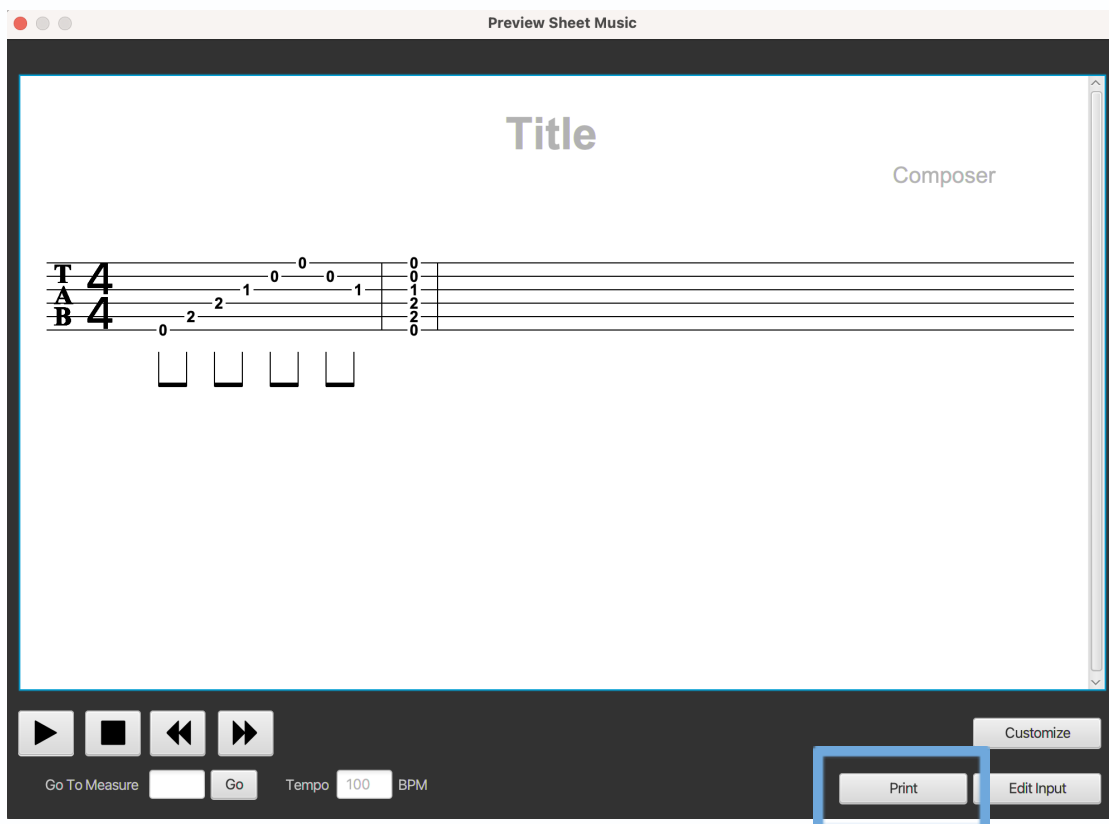 Preview Sheet Music
Title
Composer
T
A
B
4
4
0
0 0 0
0 0
1 1 1
2 2
2 2
0 0
Customize
Go To Measure Go Tempo 100 BPM Print Edit Input